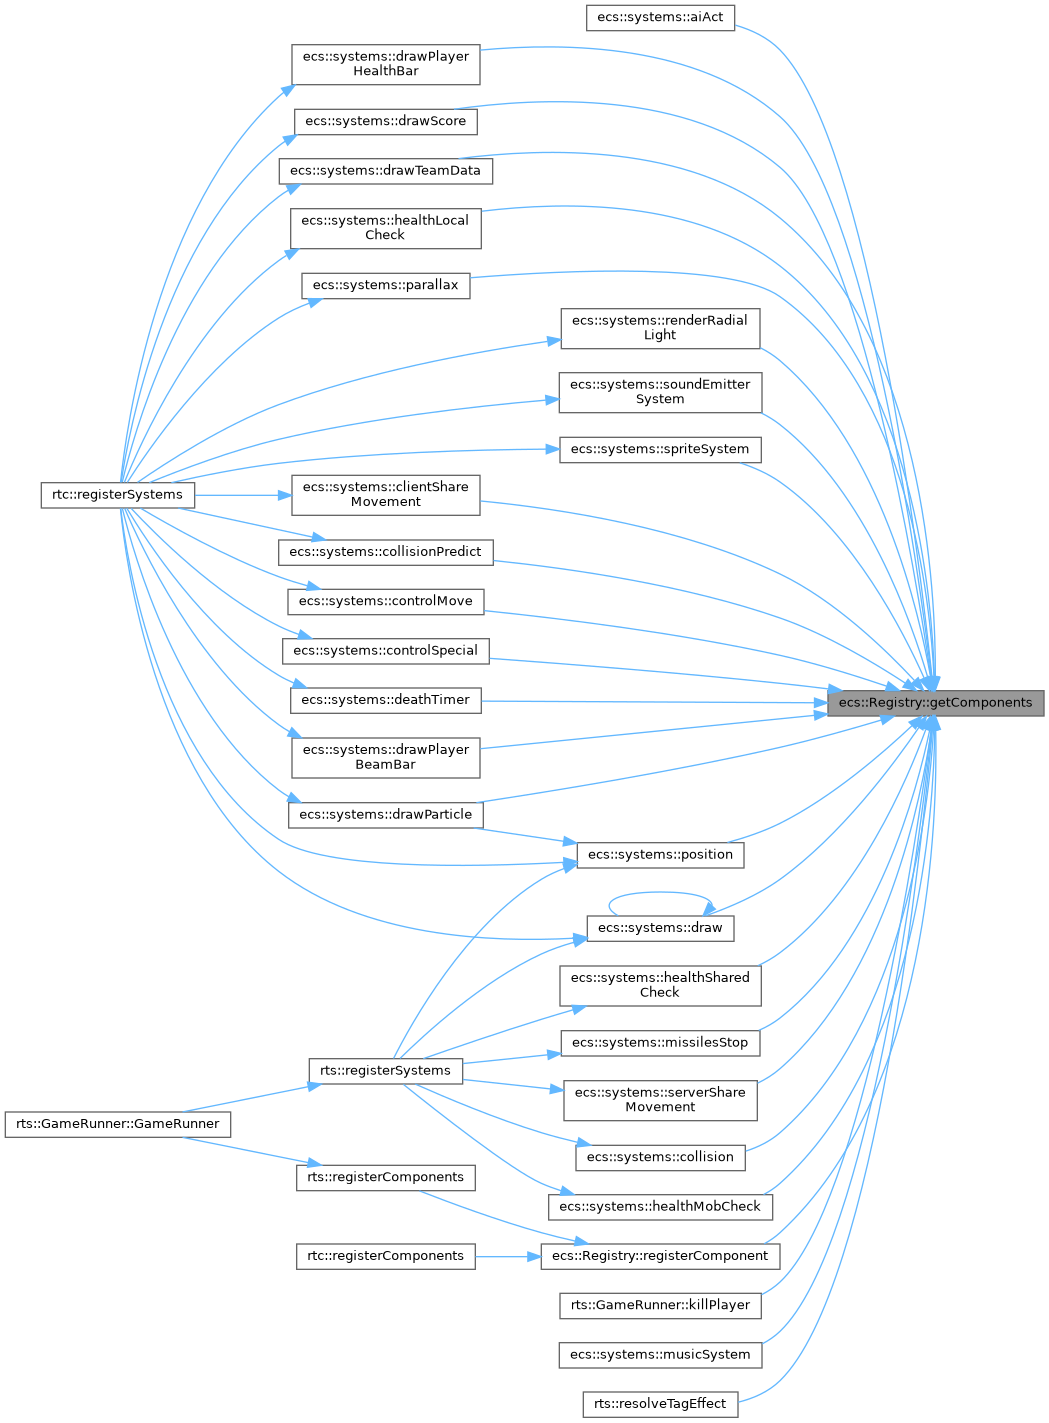 ecs::systems::aiAct
ecs::systems::drawPlayer
HealthBar
ecs::systems::drawScore
ecs::systems::drawTeamData
ecs::systems::healthLocal
Check
ecs::systems::parallax
ecs::systems::renderRadial
Light
ecs::systems::soundEmitter
System
ecs::systems::spriteSystem
rtc::registerSystems
ecs::systems::clientShare
Movement
ecs::systems::collisionPredict
ecs::systems::controlMove
ecs::systems::controlSpecial
ecs::systems::deathTimer
ecs::Registry::getComponents
ecs::systems::drawPlayer
BeamBar
ecs::systems::drawParticle
ecs::systems::position
ecs::systems::draw
ecs::systems::healthShared
Check
ecs::systems::missilesStop
rts::registerSystems
ecs::systems::serverShare
Movement
rts::GameRunner::GameRunner
ecs::systems::collision
rts::registerComponents
ecs::systems::healthMobCheck
rtc::registerComponents
ecs::Registry::registerComponent
rts::GameRunner::killPlayer
ecs::systems::musicSystem
rts::resolveTagEffect